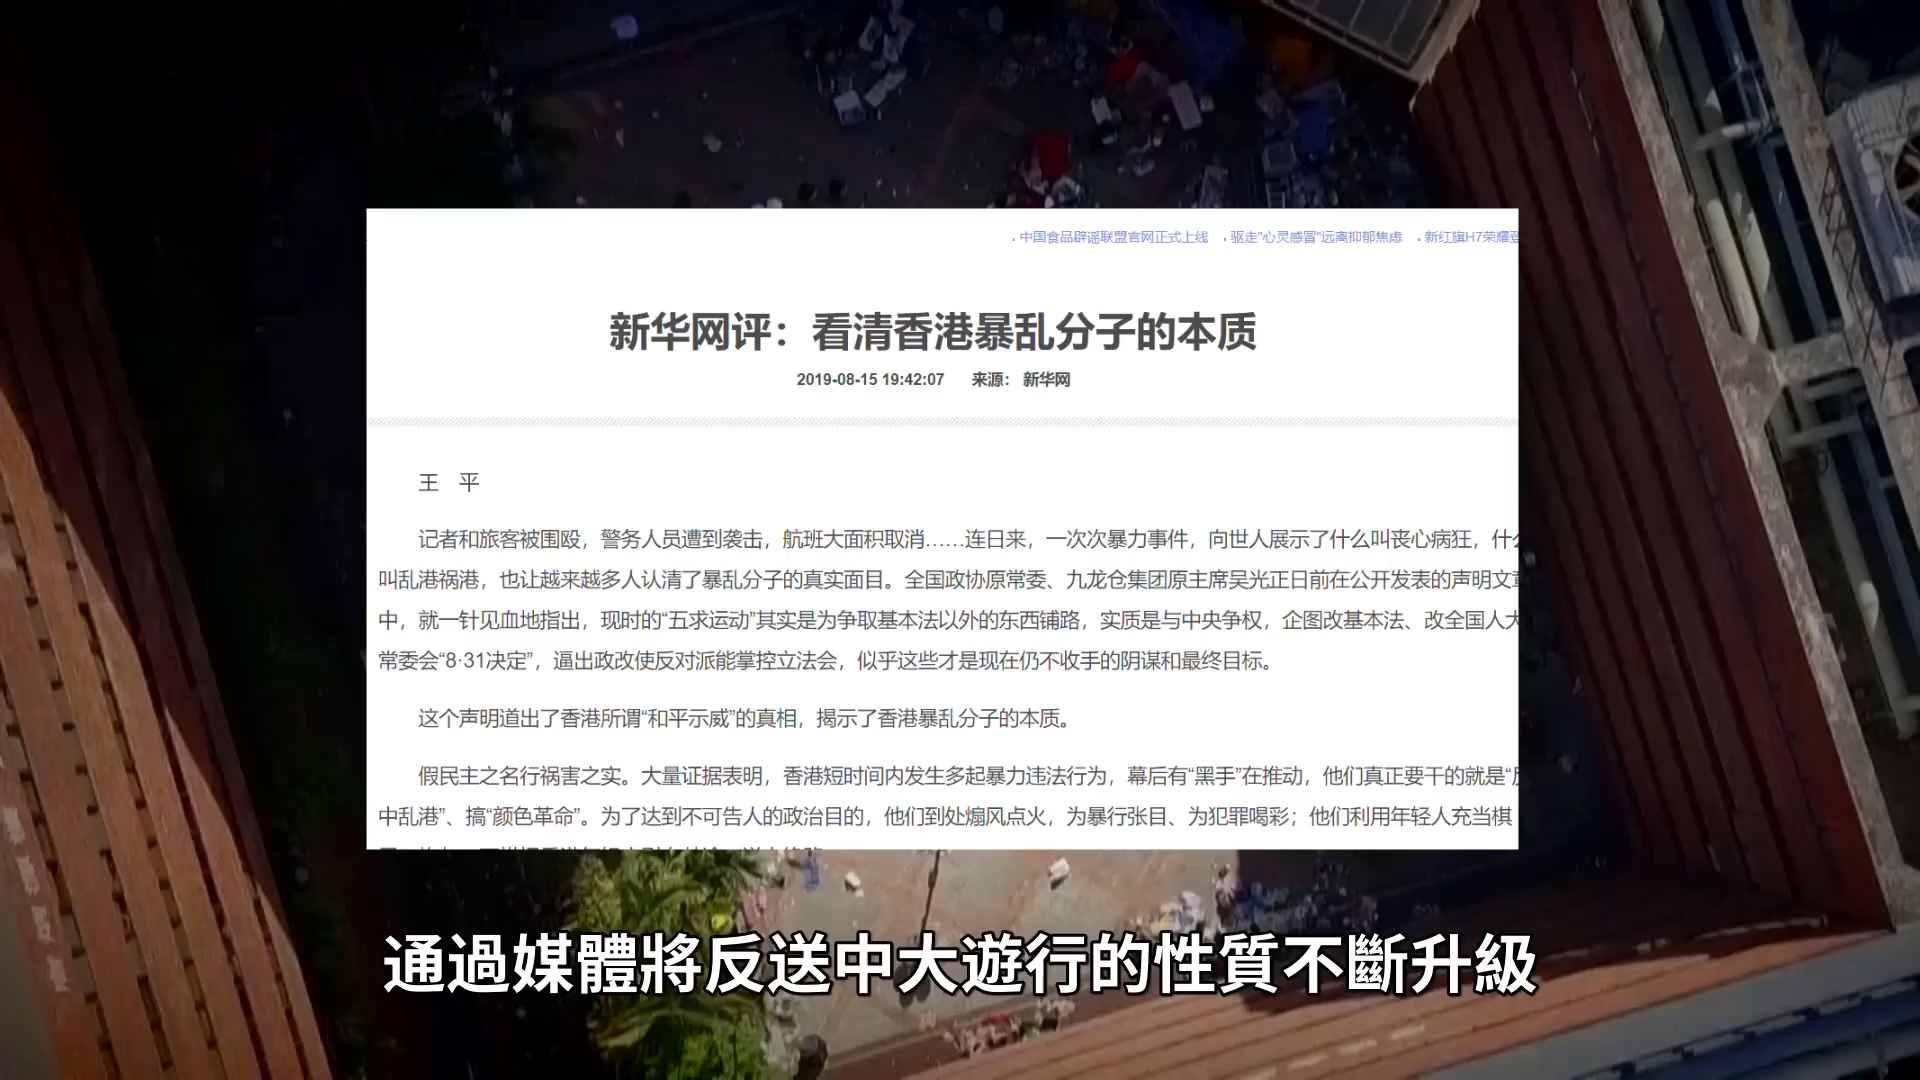 · 中国食品辟谣联盟官网正式上线 · 驱走"心灵感冒"远离抑郁焦虑 · 新红旗H7荣耀登
新华网评：看清香港暴乱分子的本质
2019-08-15 19:42:07 来源： 新华网
王 平
记者和旅客被围殴，警务人员遭到袭击，航班大面积取消……连日来，一次次暴力事件，向世人展示了什么叫丧心病狂，什么
叫乱港祸港，也让越来越多人认清了暴乱分子的真实面目。全国政协原常委、九龙仓集团原主席吴光正日前在公开发表的声明文章
中，就一针见血地指出，现时的“五求运动”其实是为争取基本法以外的东西铺路，实质是与中央争权，企图改基本法、改全国人大
常委会“8·31决定”，逼出政改使反对派能掌控立法会，似乎这些才是现在仍不收手的阴谋和最终目标。
这个声明道出了香港所谓“和平示威”的真相，揭示了香港暴乱分子的本质。
假民主之名行祸害之实。大量证据表明，香港短时间内发生多起暴力违法行为，幕后有“黑手”在推动，他们真正要干的就是“反
中乱港”、搞“颜色革命”。为了达到不可告人的政治目的，他们到处煽风点火，为暴行张目、为犯罪喝彩；他们利用年轻人充当棋
通過媒體將反送中大遊行的性質不斷升級